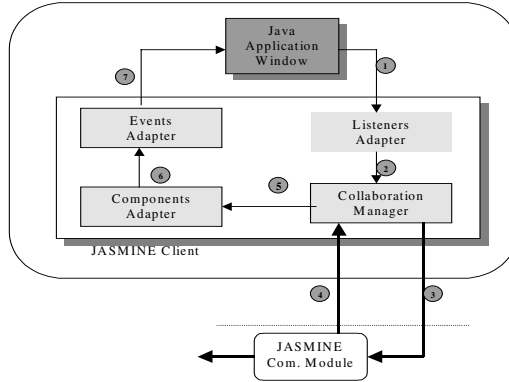 Java
Application
Window
7
1
Events
Adapter
Listeners
Adapter
6
2
5
Components
Adapter
Collaboration
Manager
JASMINE Client
4
3
JASMINE
Com. Module